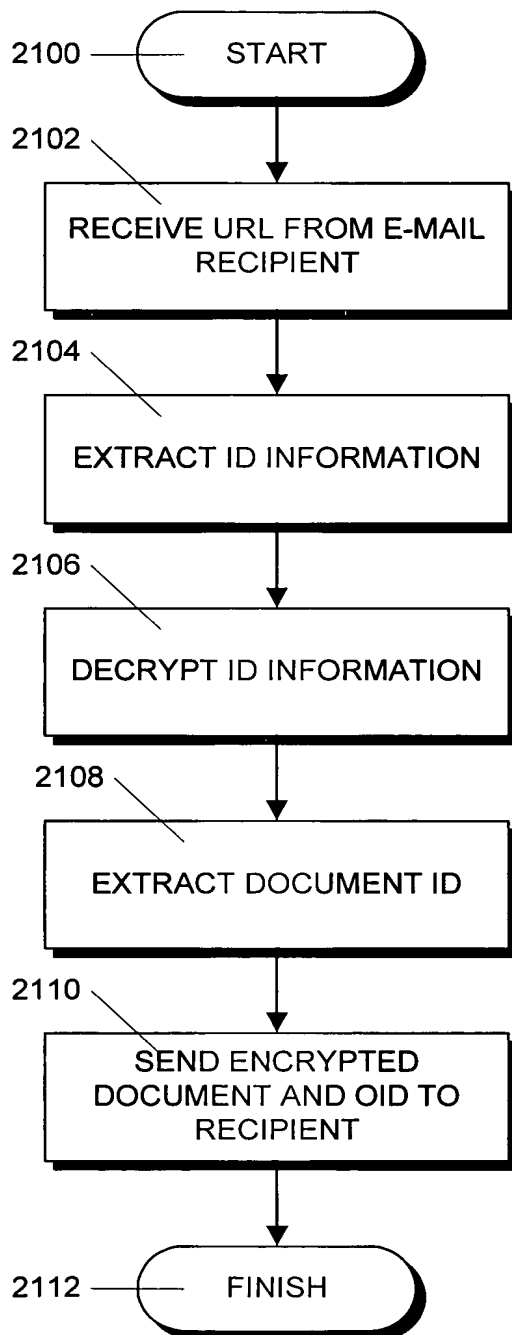 2100
START
2102
RECEIVE URL FROM E-MAIL
RECIPIENT
2104
EXTRACT ID INFORMATION
2106
DECRYPT ID INFORMATION
2108
EXTRACT DOCUMENT ID
2110
SEND ENCRYPTED
DOCUMENT AND OID TO
RECIPIENT
2112
FINISH